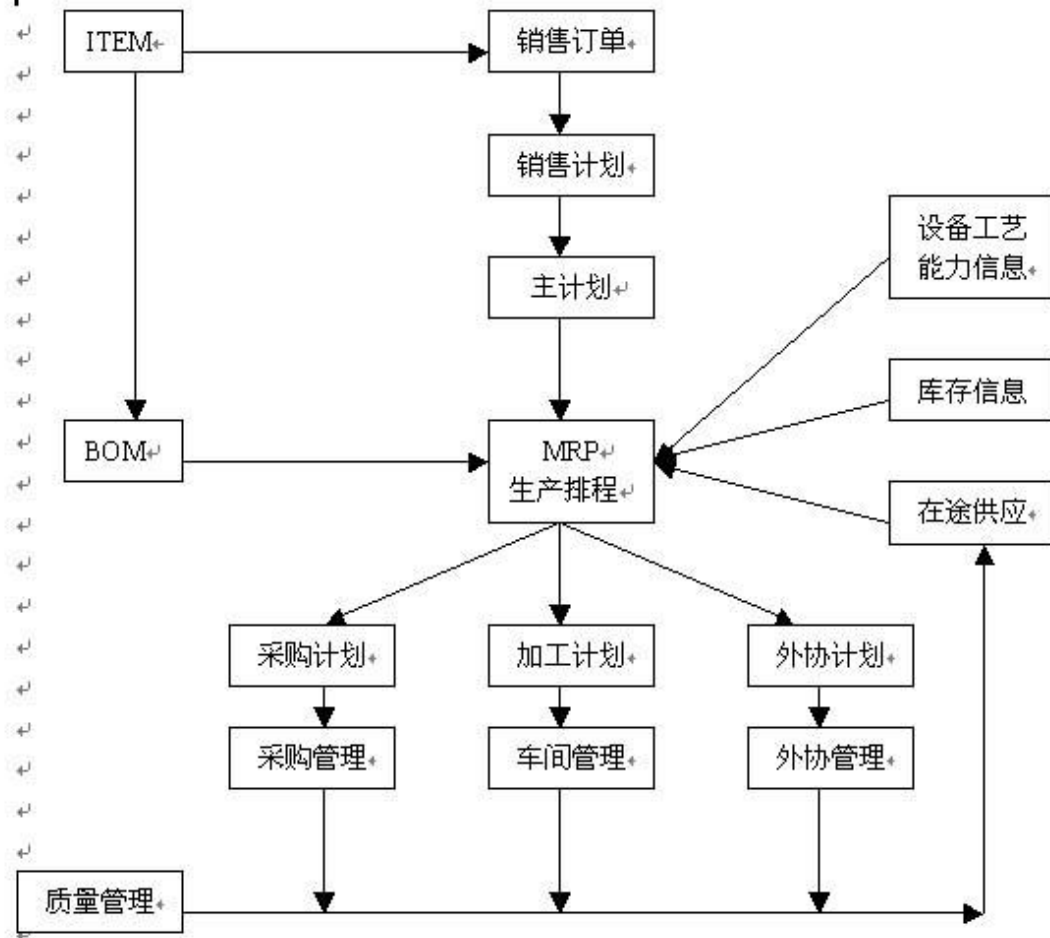 ITEM
销售订单
销售计划
设备工艺
能力信息
主计划
库存信息
BOM
MRP
生产排程
在途供应
采购计划
加工计划
外协计划
采购管理
车间管理
外协管理
质量管理